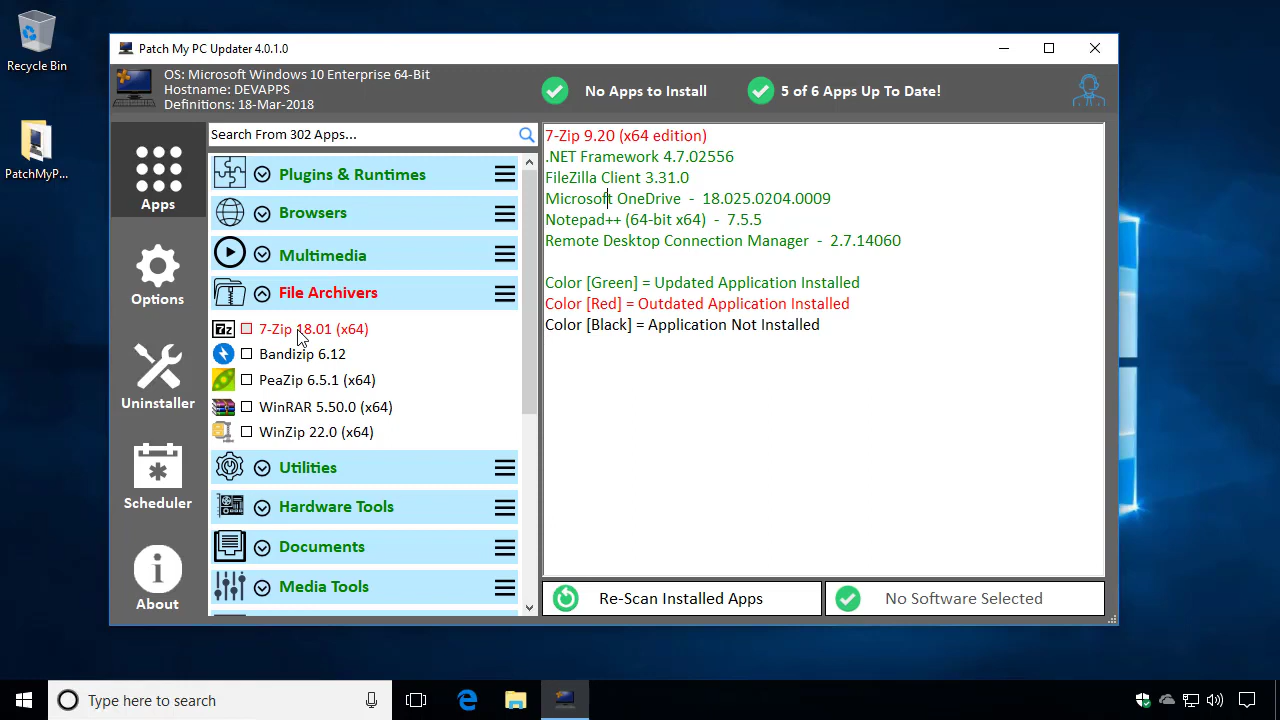 Recycle Bin
PatchMyP...
Patch My PC Updater 4.0.1.0
OS: Microsoft Windows 10 Enterprise 64-Bit
Hostname: DEVAPPS
Definitions: 18-Mar-2018
No Apps to Install
5 of 6 Apps Up To Date!
Apps
Options
Uninstaller
Scheduler
About
Search From 302 Apps...
Plugins & Runtimes
Browsers
Multimedia
File Archivers
7z 7-Zip 18.01 (x64)
Bandizip 6.12
PeaZip 6.5.1 (x64)
WinRAR 5.50.0 (x64)
WinZip 22.0 (x64)
Utilities
Hardware Tools
Documents
Media Tools
7-Zip 9.20 (x64 edition)
.NET Framework 4.7.02556
FileZilla Client 3.31.0
Microsoft OneDrive - 18.025.0204.0009
Notepad++ (64-bit x64) - 7.5.5
Remote Desktop Connection Manager - 2.7.14060
Color [Green] = Updated Application Installed
Color [Red] = Outdated Application Installed
Color [Black] = Application Not Installed
Re-Scan Installed Apps
No Software Selected
Type here to search